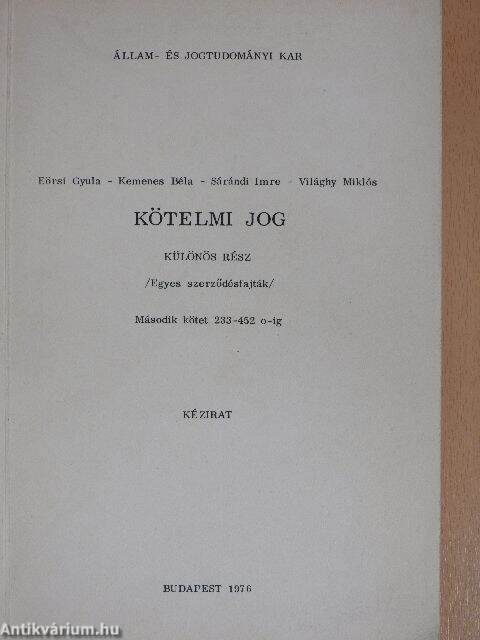 ÁLLAM- ÉS JOGTUDOMÁNYI KAR
Eörsi Gyula - Kemenes Béla - Sárándi Imre - Világhy Miklós
KÖTELMI JOG
KÜLÖNÖS RÉSZ
/Egyes szerződésfajták/
Második kötet 233-452 o-ig
KÉZIRAT
BUDAPEST 1976
Antikvárium.hu